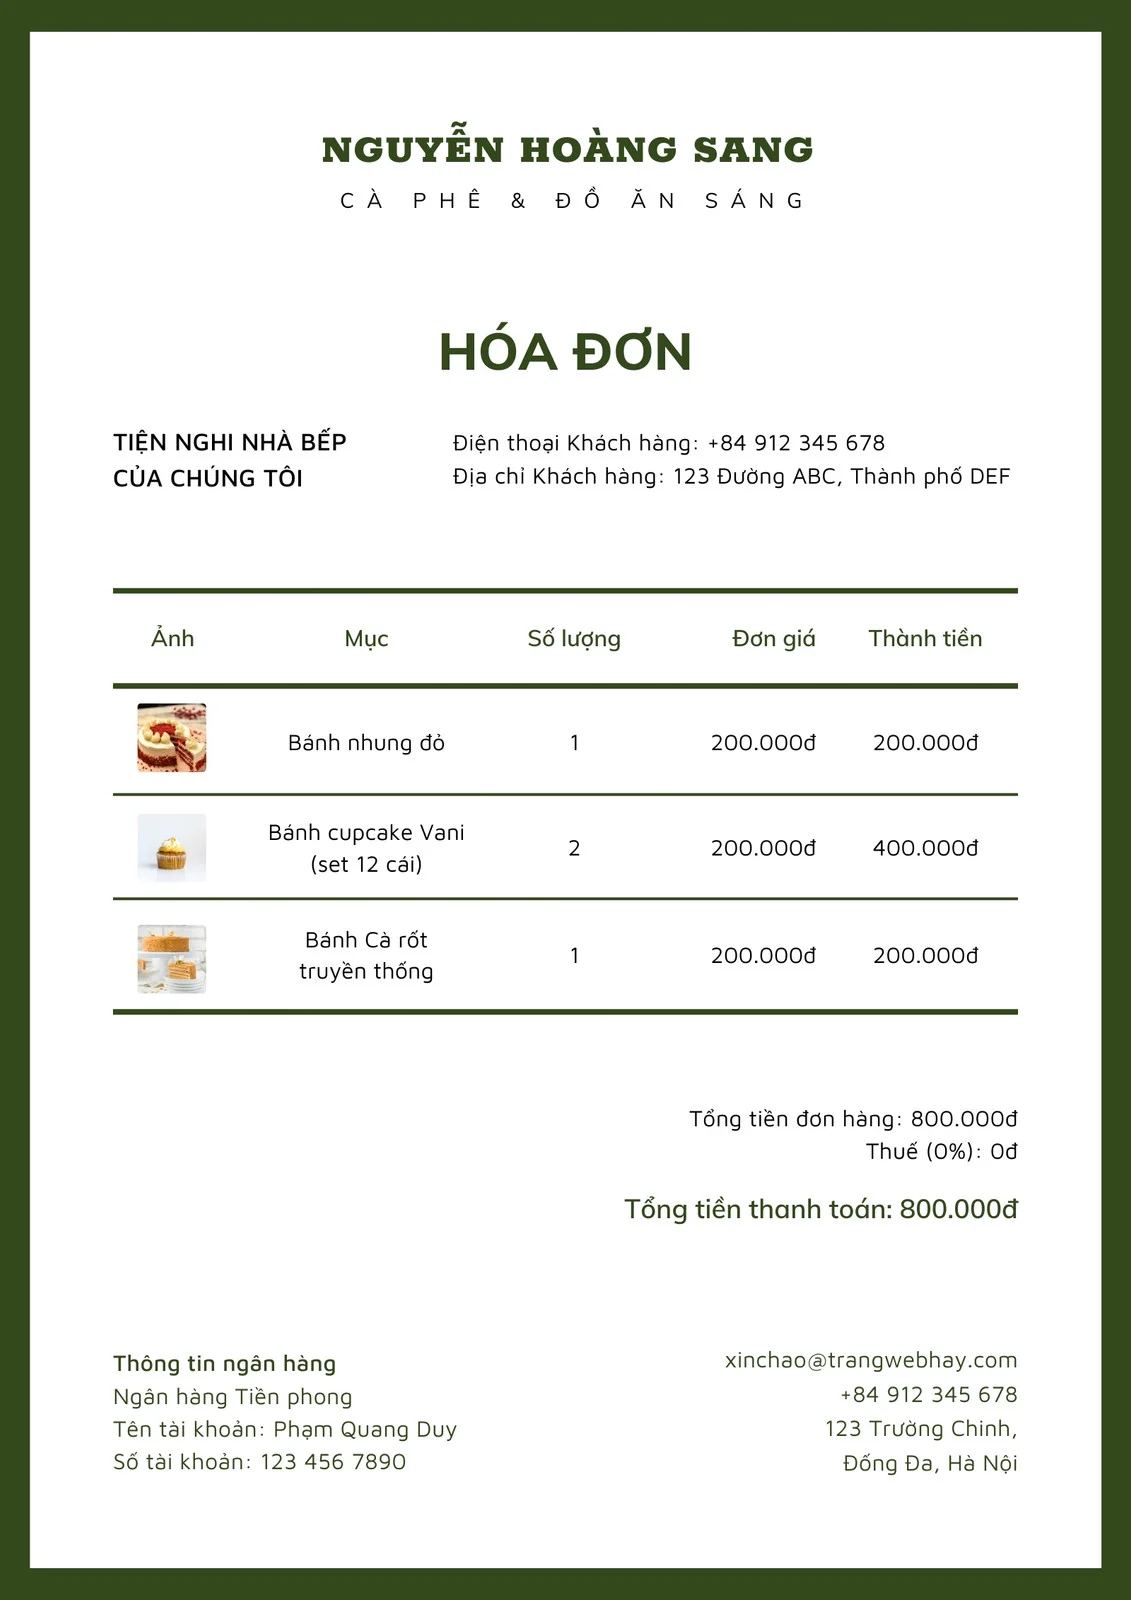 NGUYỄN HOÀNG SANG
CÀ PHÊ & ĐỒ ĂN SÁNG
HÓA ĐƠN
TIỆN NGHI NHÀ BẾP
CỦA CHÚNG TÔI
Điện thoại Khách hàng: +84 912 345 678
Địa chỉ Khách hàng: 123 Đường ABC, Thành phố DEF
Ảnh Mục Số lượng Đơn giá Thành tiền
Bánh nhung đỏ 1 200.000đ 200.000đ
Bánh cupcake Vani
(set 12 cái) 2 200.000đ 400.000đ
Bánh Cà rốt
truyền thống 1 200.000đ 200.000đ
Tổng tiền đơn hàng: 800.000đ
Thuế (0%): 0đ
Tổng tiền thanh toán: 800.000đ
Thông tin ngân hàng
Ngân hàng Tiền phong
Tên tài khoản: Phạm Quang Duy
Số tài khoản: 123 456 7890
xinchao@trangwebhay.com
+84 912 345 678
123 Trường Chinh,
Đống Đa, Hà Nội